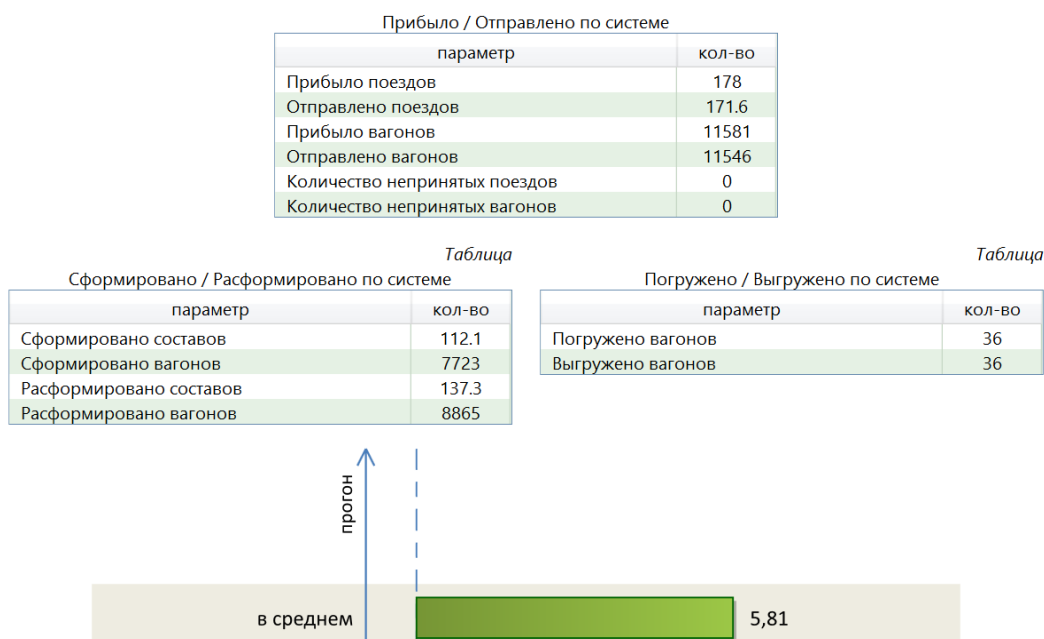 Прибыло / Отправлено по системе
параметр кол-во
Прибыло поездов 178
Отправлено поездов 171.6
Прибыло вагонов 11581
Отправлено вагонов 11546
Количество непринятых поездов 0
Количество непринятых вагонов 0
Таблица
Сформировано / Расформировано по системе
параметр кол-во
Сформировано составов 112.1
Сформировано вагонов 7723
Расформировано составов 137.3
Расформировано вагонов 8865
Таблица
Погружено / Выгружено по системе
параметр кол-во
Погружено вагонов 36
Выгружено вагонов 36
прогон
в среднем 5,81